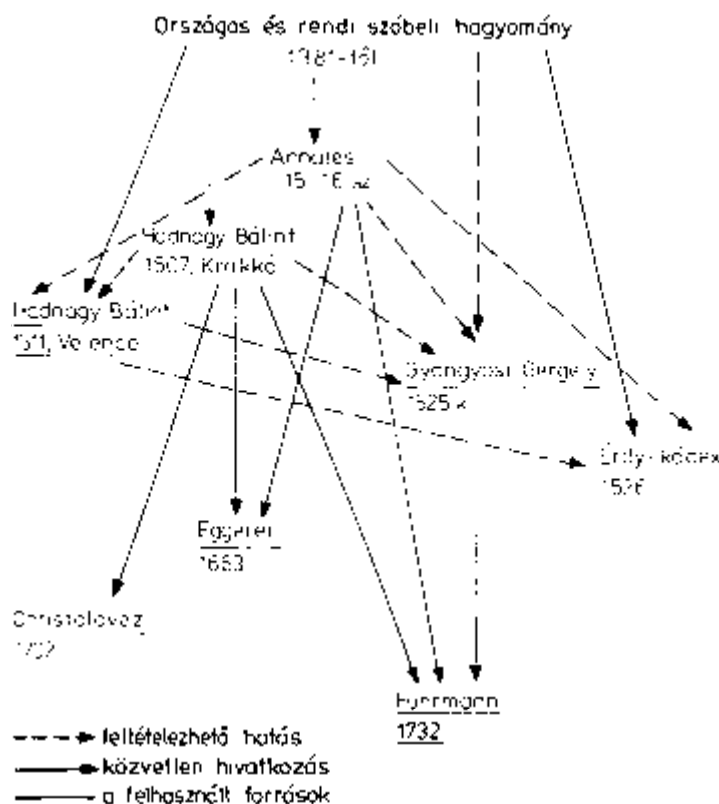 Országos és rendi szóbeli hagyomány
Annales
Hadnagy Bálint
1507, Krakkó
Hadnagy Bálint
1511, Velence
Gyöngyösi Gergely
1525 k
Érdy-kódex
1526
Eggerer
1663
1702
Fuhrmann
1732
feltételezhető hatás
közvetlen hivatkozás
a felhasznált források